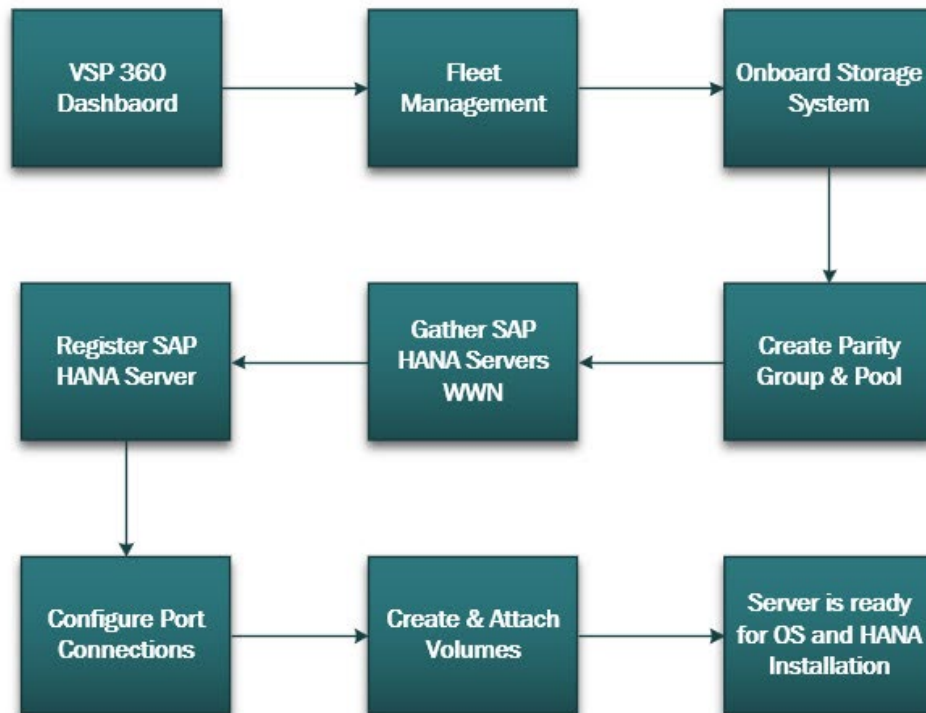 VSP 360
Dashbaord
Fleet
Management
Onboard Storage
System
Create Parity
Group & Pool
Gather SAP
HANA Servers
WWN
Register SAP
HANA Server
Configure Port
Connections
Create & Attach
Volumes
Server is ready
for OS and HANA
Installation